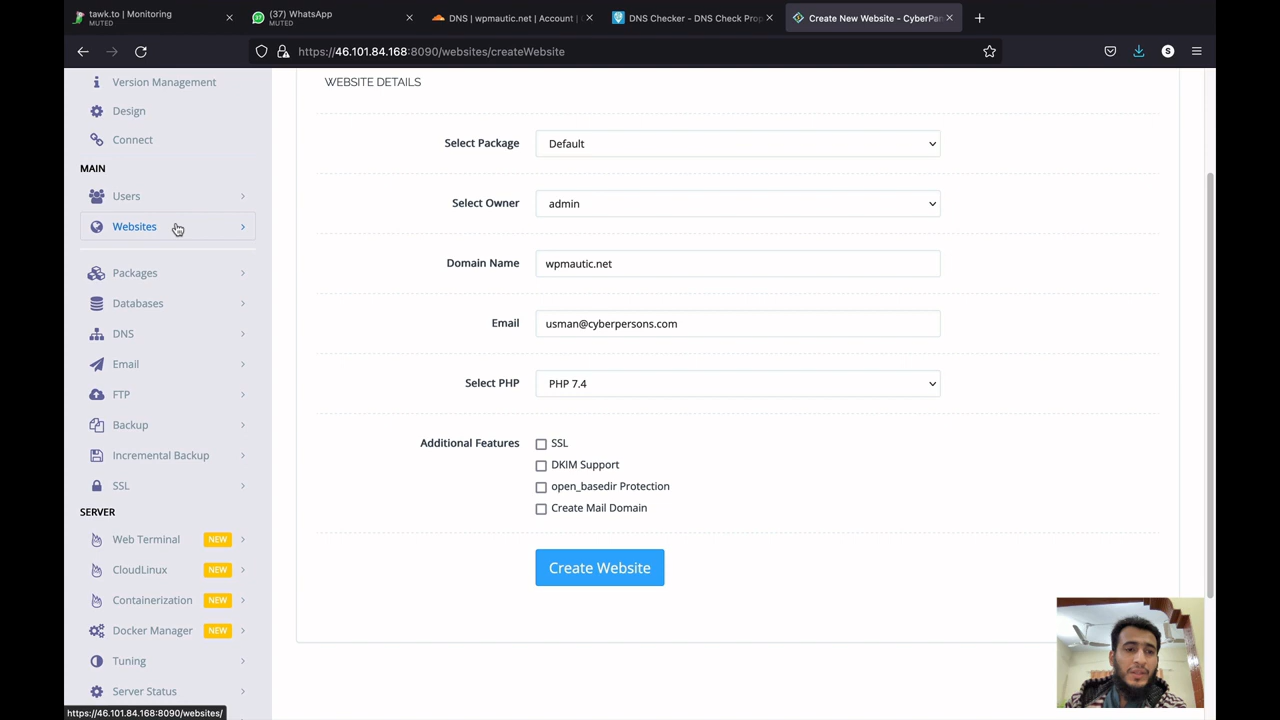 tawk.to | Monitoring
MUTED
(37) WhatsApp
MUTED
DNS | wpmautic.net | Account |
DNS Checker - DNS Check Prop
Create New Website - CyberPan
https://46.101.84.168:8090/websites/createWebsite
S
Version Management
Design
Connect
MAIN
Users
Websites
Packages
Databases
DNS
Email
FTP
Backup
Incremental Backup
SSL
SERVER
Web Terminal NEW
CloudLinux NEW
Containerization NEW
Docker Manager NEW
Tuning
Server Status
https://46.101.84.168:8090/websites/
WEBSITE DETAILS
Select Package Default
Select Owner admin
Domain Name wpmautic.net
Email usman@cyberpersons.com
Select PHP PHP 7.4
Additional Features SSL
DKIM Support
open_basedir Protection
Create Mail Domain
Create Website